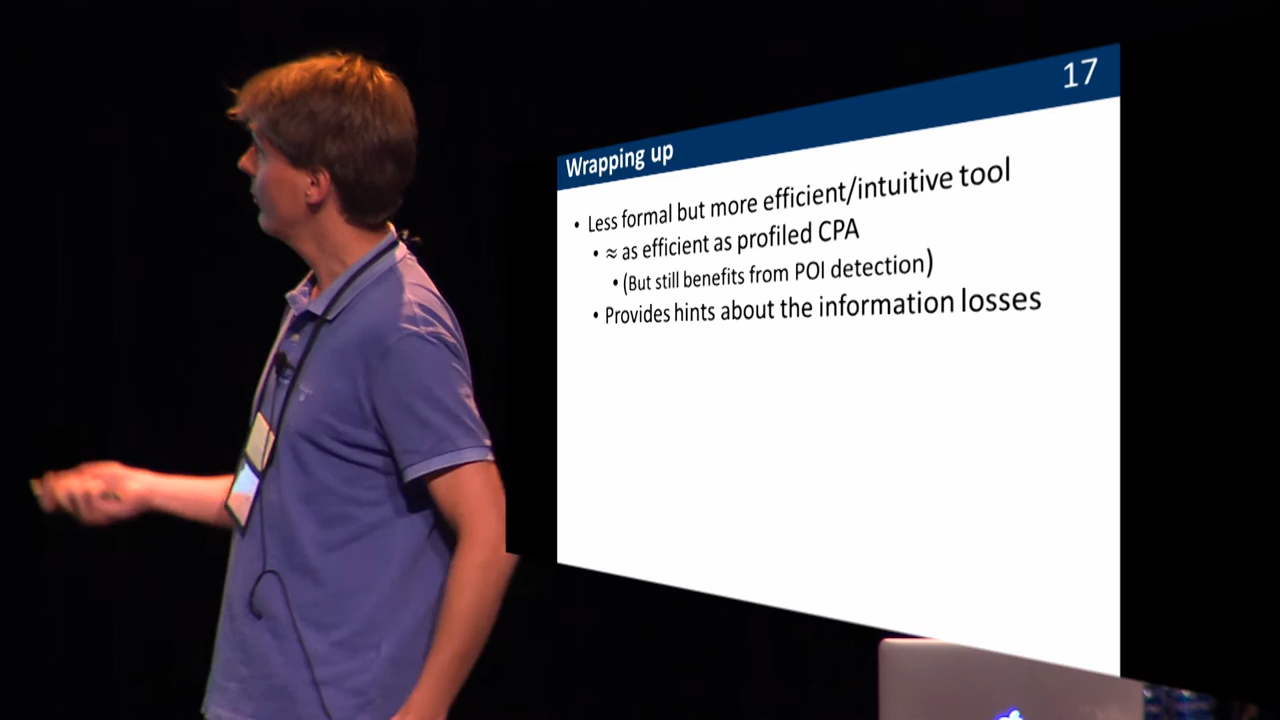 17
Wrapping up
• Less formal but more efficient/intuitive tool
• ≈ as efficient as profiled CPA
• (But still benefits from POI detection)
• Provides hints about the information losses